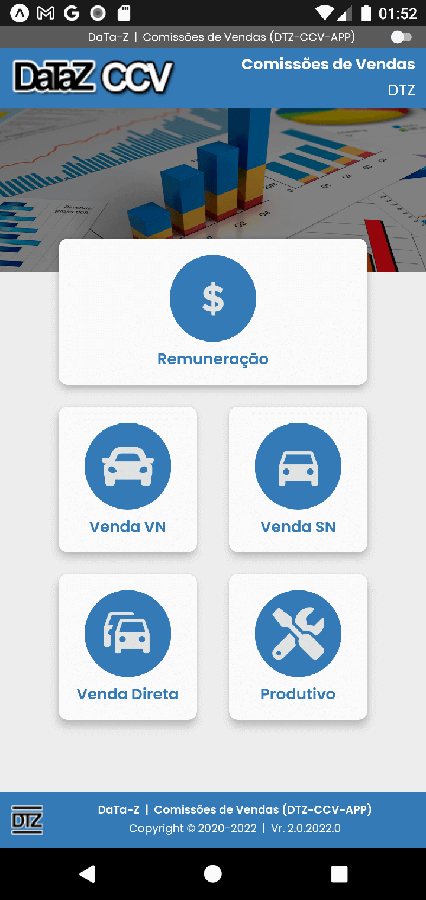 01:52
DaTa-Z | Comissões de Vendas (DTZ-CCV-APP)
DaTaZ CCV
Comissões de Vendas
DTZ
Remuneração
Venda VN
Venda SN
Venda Direta
Produtivo
DTZ
DaTa-Z | Comissões de Vendas (DTZ-CCV-APP)
Copyright © 2020-2022 | Vr. 2.0.2022.0